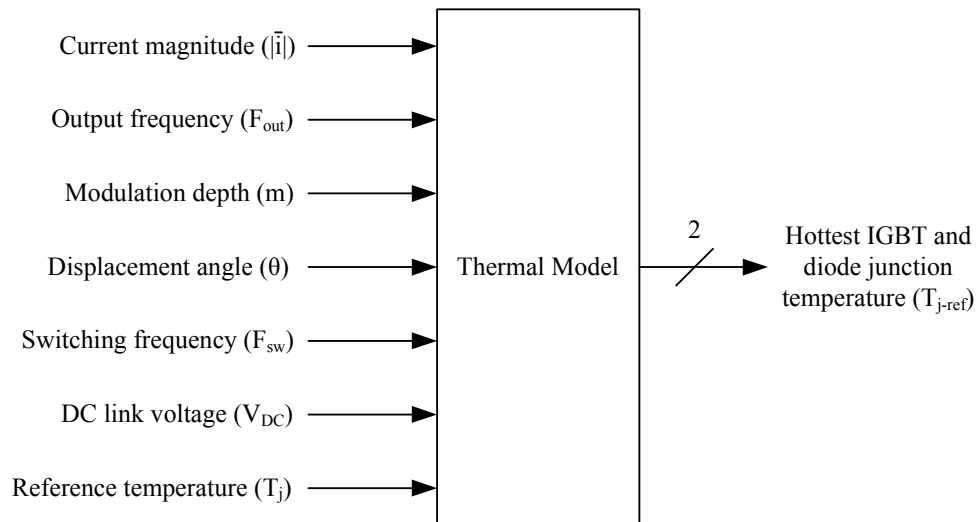 Current magnitude (|i̅|)
Output frequency (Fout)
Modulation depth (m)
Displacement angle (θ)
Switching frequency (Fsw)
DC link voltage (VDC)
Reference temperature (Tj)
Thermal Model
2
Hottest IGBT and
diode junction
temperature (Tj-ref)